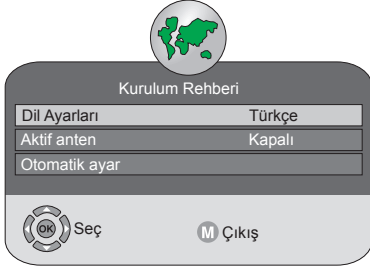 Kurulum Rehberi
Dil Ayarları Türkçe
Aktif anten Kapalı
Otomatik ayar
OK Seç M Çıkış